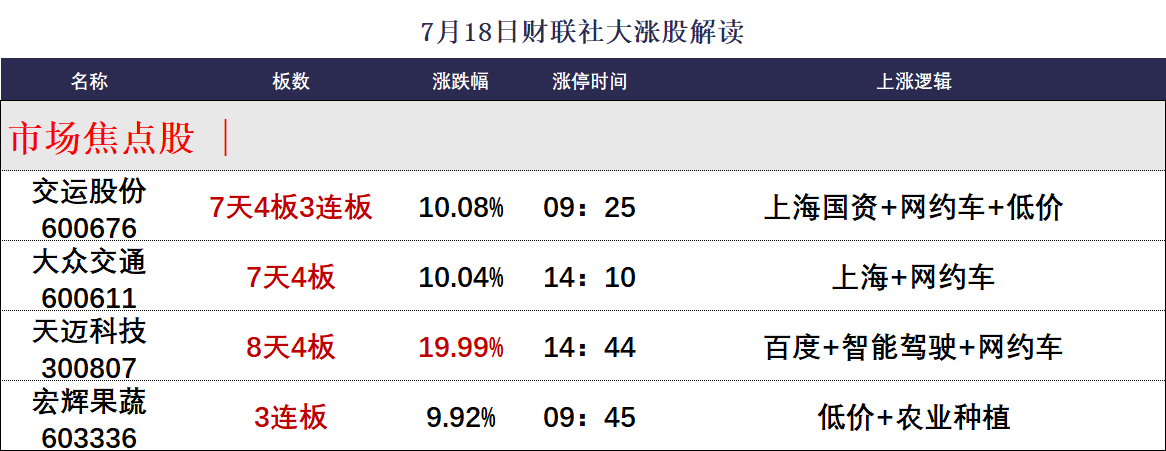 7月18日财联社大涨股解读
名称 板数 涨跌幅 涨停时间 上涨逻辑
市场焦点股 ｜
交运股份
600676 7天4板3连板 10.08% 09：25 上海国资+网约车+低价
大众交通
600611 7天4板 10.04% 14：10 上海+网约车
天迈科技
300807 8天4板 19.99% 14：44 百度+智能驾驶+网约车
宏辉果蔬
603336 3连板 9.92% 09：45 低价+农业种植